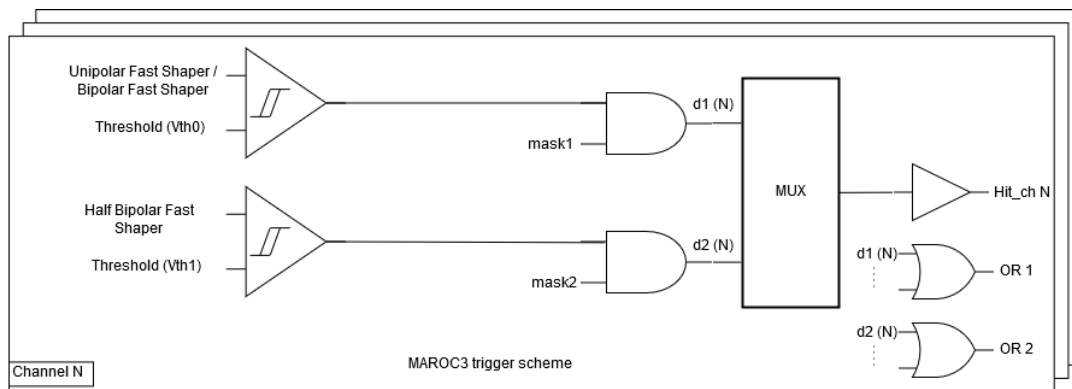 Unipolar Fast Shaper /
Bipolar Fast Shaper
Threshold (Vth0)
mask1
d1 (N)
Half Bipolar Fast
Shaper
Threshold (Vth1)
mask2
d2 (N)
MUX
Hit_ch N
d1 (N)
OR 1
d2 (N)
OR 2
MAROC3 trigger scheme
Channel N